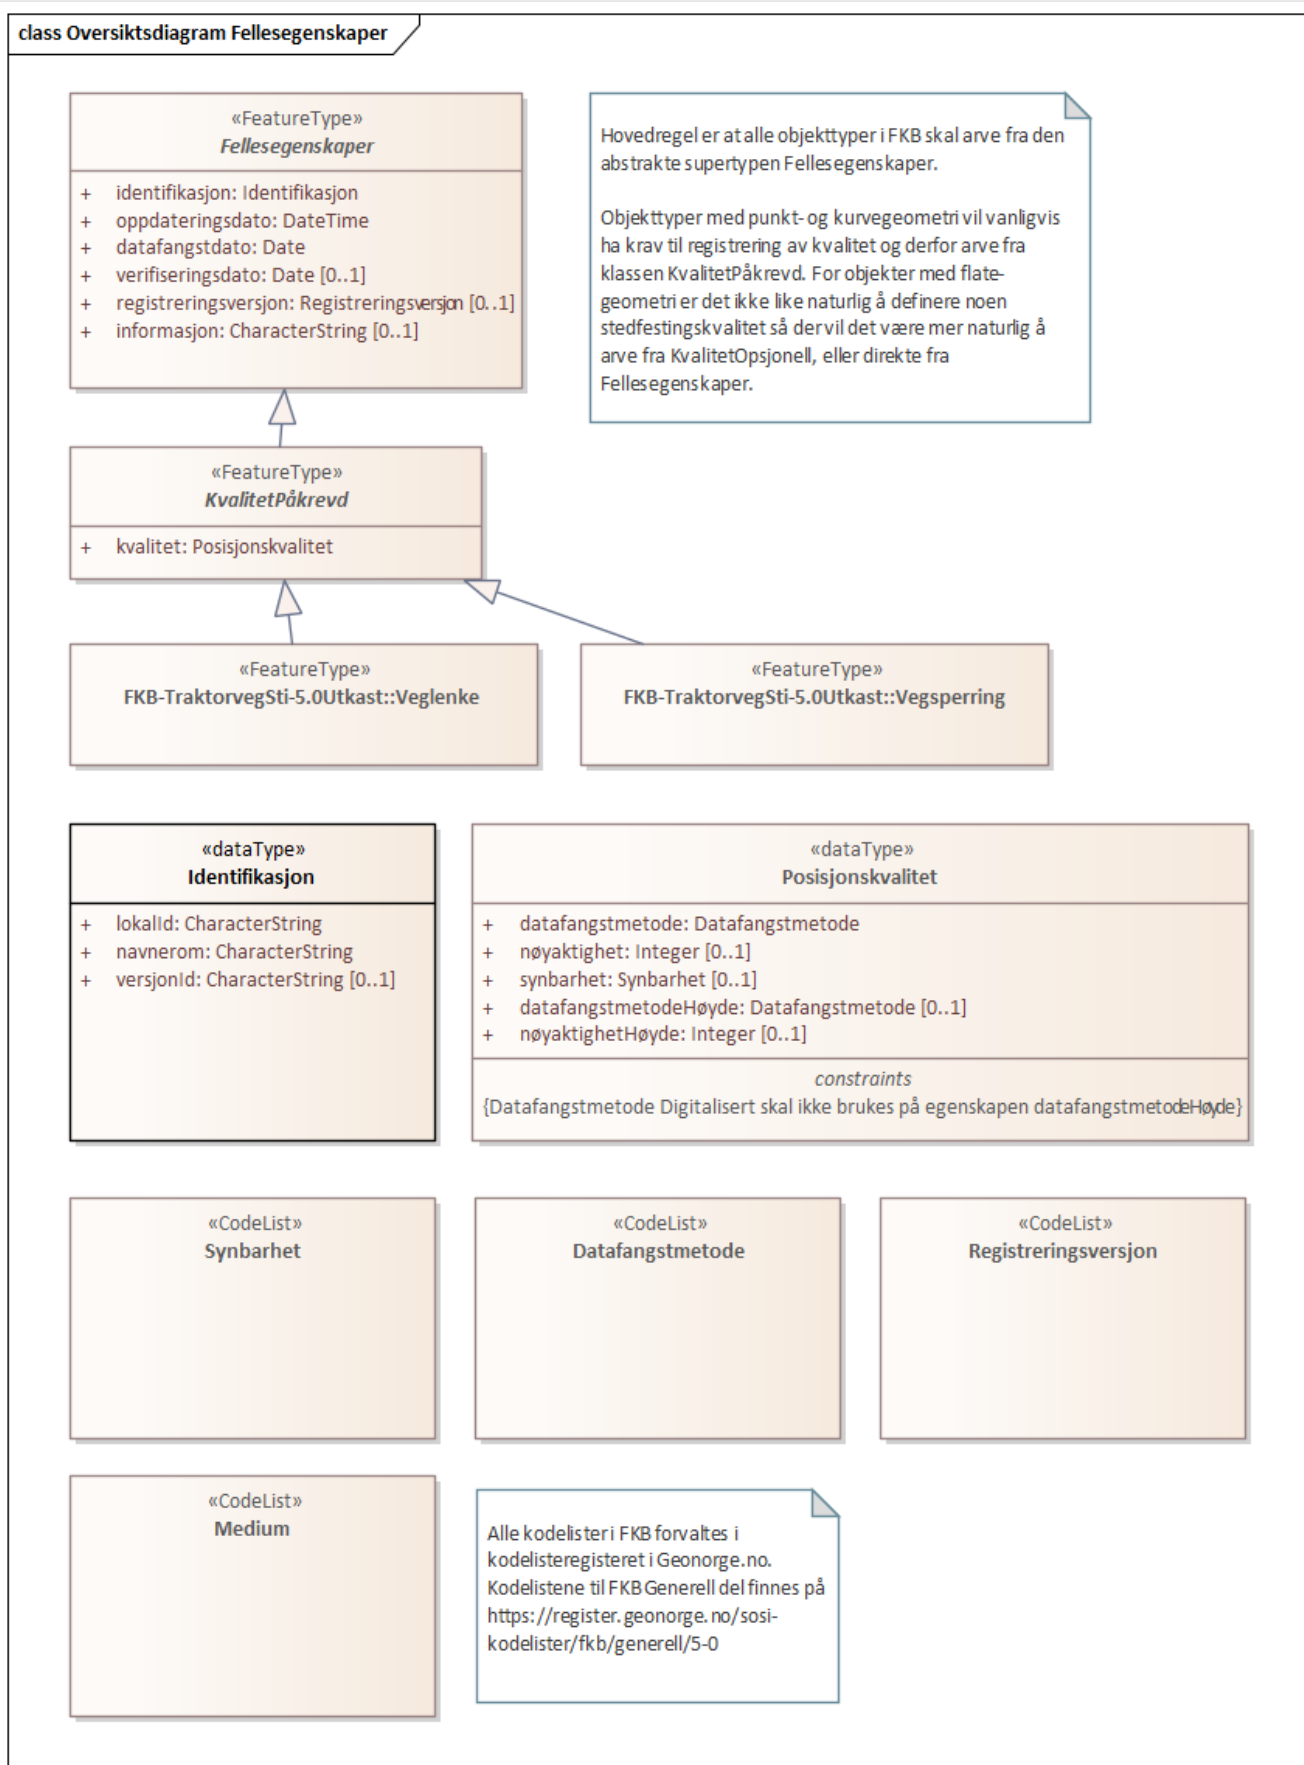 class Oversiktsdiagram Fellesegenskaper
«FeatureType»
Fellesegenskaper
+ identifikasjon: Identifikasjon
+ oppdateringsdato: DateTime
+ datafangstdato: Date
+ verifiseringsdato: Date [0..1]
+ registreringsversjon: Registreringsversjon [0..1]
+ informasjon: CharacterString [0..1]
Hovedregel er at alle objekttyper i FKB skal arve fra den
abstrakte supertypen Fellesegenskaper.
Objekttyper med punkt- og kurvegeometri vil vanligvis
ha krav til registrering av kvalitet og derfor arve fra
klassen KvalitetPåkrevd. For objekter med flate-
geometri er det ikke like naturlig å definere noen
stedfestingskvalitet så der vil det være mer naturlig å
arve fra KvalitetOpsjonell, eller direkte fra
Fellesegenskaper.
«FeatureType»
KvalitetPåkrevd
+ kvalitet: Posisjonskvalitet
«FeatureType»
FKB-TraktorvegSti-5.0Utkast::Veglenke
«FeatureType»
FKB-TraktorvegSti-5.0Utkast::Vegsperring
«dataType»
Identifikasjon
+ lokalId: CharacterString
+ navnerom: CharacterString
+ versjonId: CharacterString [0..1]
«dataType»
Posisjonskvalitet
+ datafangstmetode: Datafangstmetode
+ nøyaktighet: Integer [0..1]
+ synbarhet: Synbarhet [0..1]
+ datafangstmetodeHøyde: Datafangstmetode [0..1]
+ nøyaktighetHøyde: Integer [0..1]
constraints
{Datafangstmetode Digitalisert skal ikke brukes på egenskapen datafangstmetodeHøyde}
«CodeList»
Synbarhet
«CodeList»
Datafangstmetode
«CodeList»
Registreringsversjon
«CodeList»
Medium
Alle kodelister i FKB forvaltes i
kodelisteregisteret i Geonorge.no.
Kodelistene til FKB Generell del finnes på
https://register.geonorge.no/sosi-
kodelister/fkb/generell/5-0